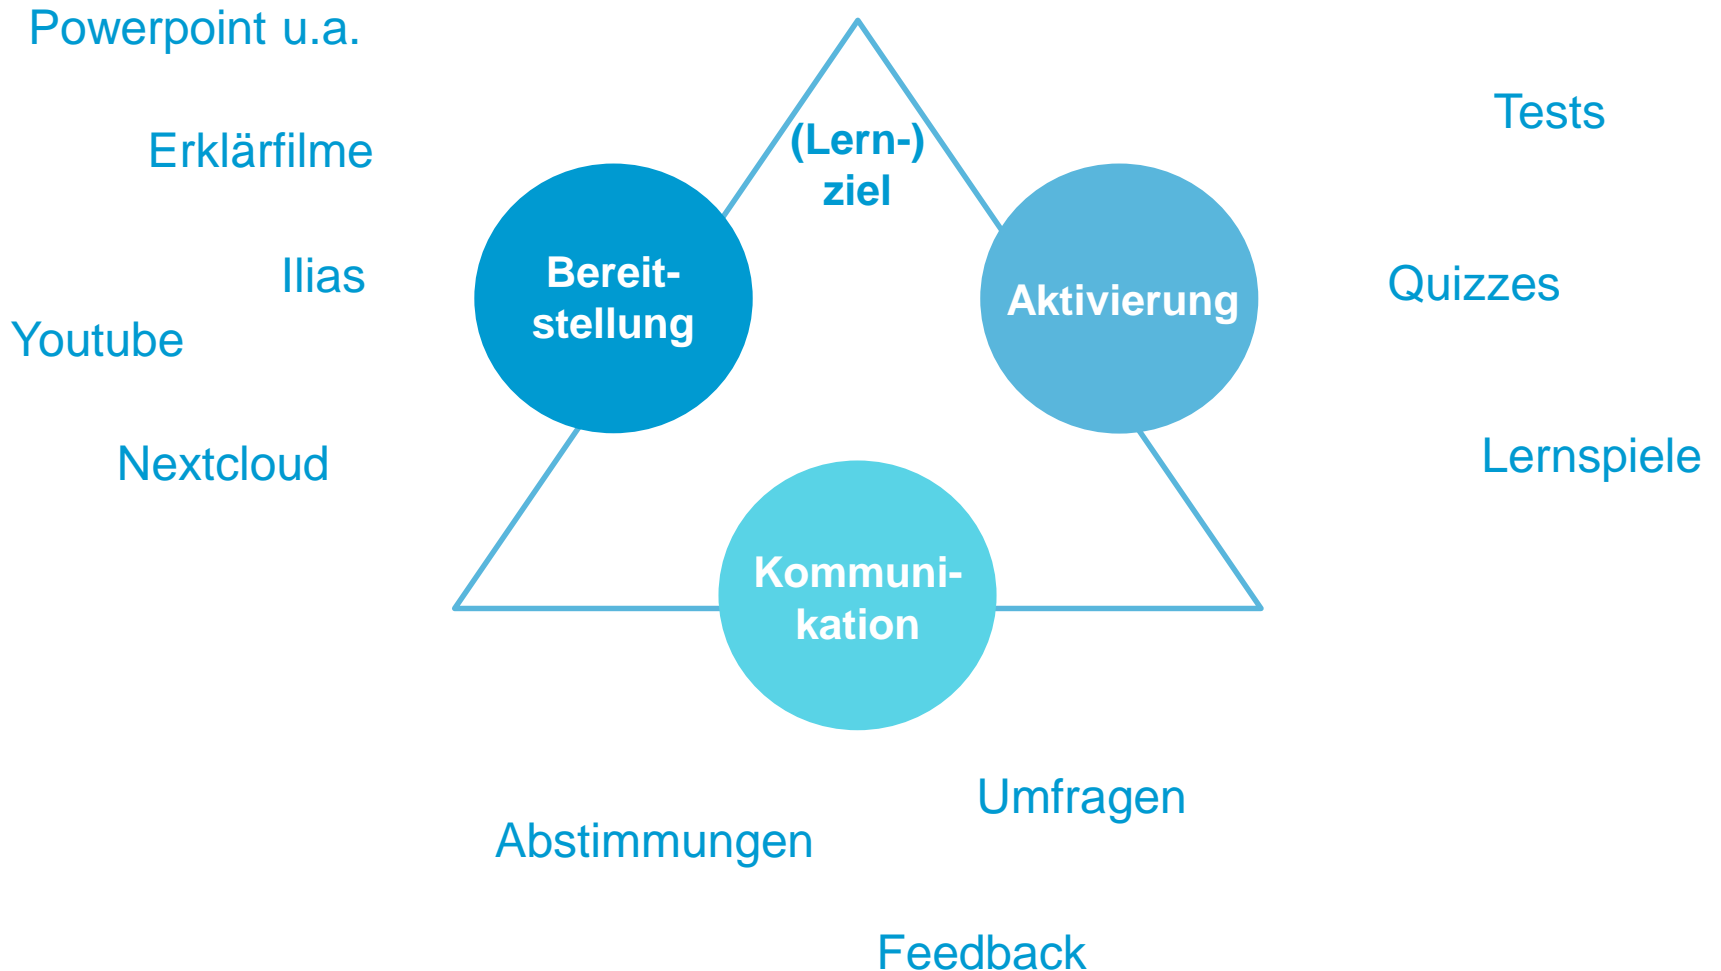 Powerpoint u.a.
Erklärfilme
Ilias
Youtube
Nextcloud
(Lern-)
ziel
Bereit-
stellung
Aktivierung
Kommuni-
kation
Tests
Quizzes
Lernspiele
Umfragen
Abstimmungen
Feedback